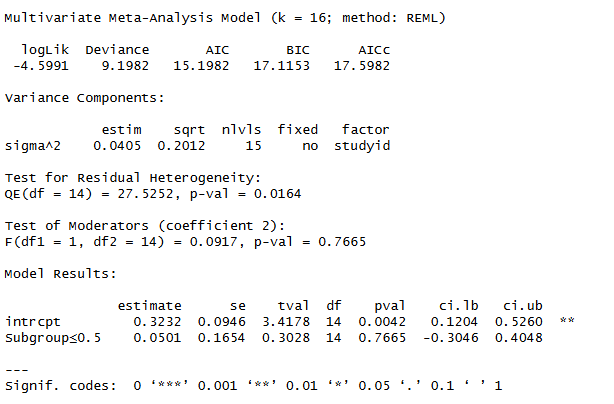 Multivariate Meta-Analysis Model (k = 16; method: REML)
logLik Deviance AIC BIC AICc
-4.5991 9.1982 15.1982 17.1153 17.5982
Variance Components:
estim sqrt nlvls fixed factor
sigma^2 0.0405 0.2012 15 no studyid
Test for Residual Heterogeneity:
QE(df = 14) = 27.5252, p-val = 0.0164
Test of Moderators (coefficient 2):
F(df1 = 1, df2 = 14) = 0.0917, p-val = 0.7665
Model Results:
estimate se tval df pval ci.lb ci.ub
intrcpt 0.3232 0.0946 3.4178 14 0.0042 0.1204 0.5260 **
Subgroup≤0.5 0.0501 0.1654 0.3028 14 0.7665 -0.3046 0.4048
---
Signif. codes: 0 ‘***’ 0.001 ‘**’ 0.01 ‘*’ 0.05 ‘.’ 0.1 ‘ ’ 1